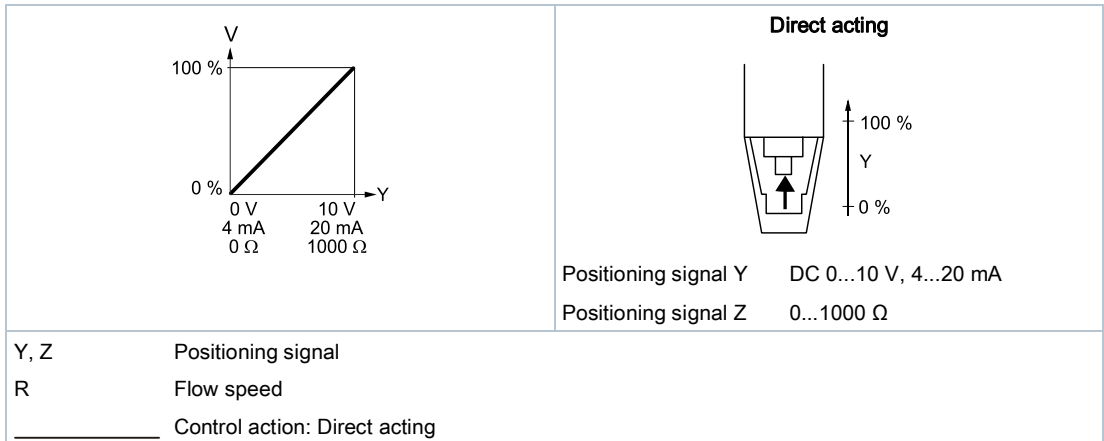 V
100 %
0 %
Y
0 V 10 V
4 mA 20 mA
0 Ω 1000 Ω
Direct acting
100 %
Y
0 %
Positioning signal Y DC 0...10 V, 4...20 mA
Positioning signal Z 0...1000 Ω
Y, Z Positioning signal
R Flow speed
Control action: Direct acting